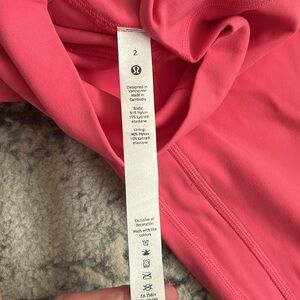 2
Designed in
Vancouver
Made in
Cambodia
Body:
81% Nylon
19% Lycra®
elastane
Lining:
90% Nylon
10% Lycra®
elastane
Exclusive of
decoration
Wash with like
colours